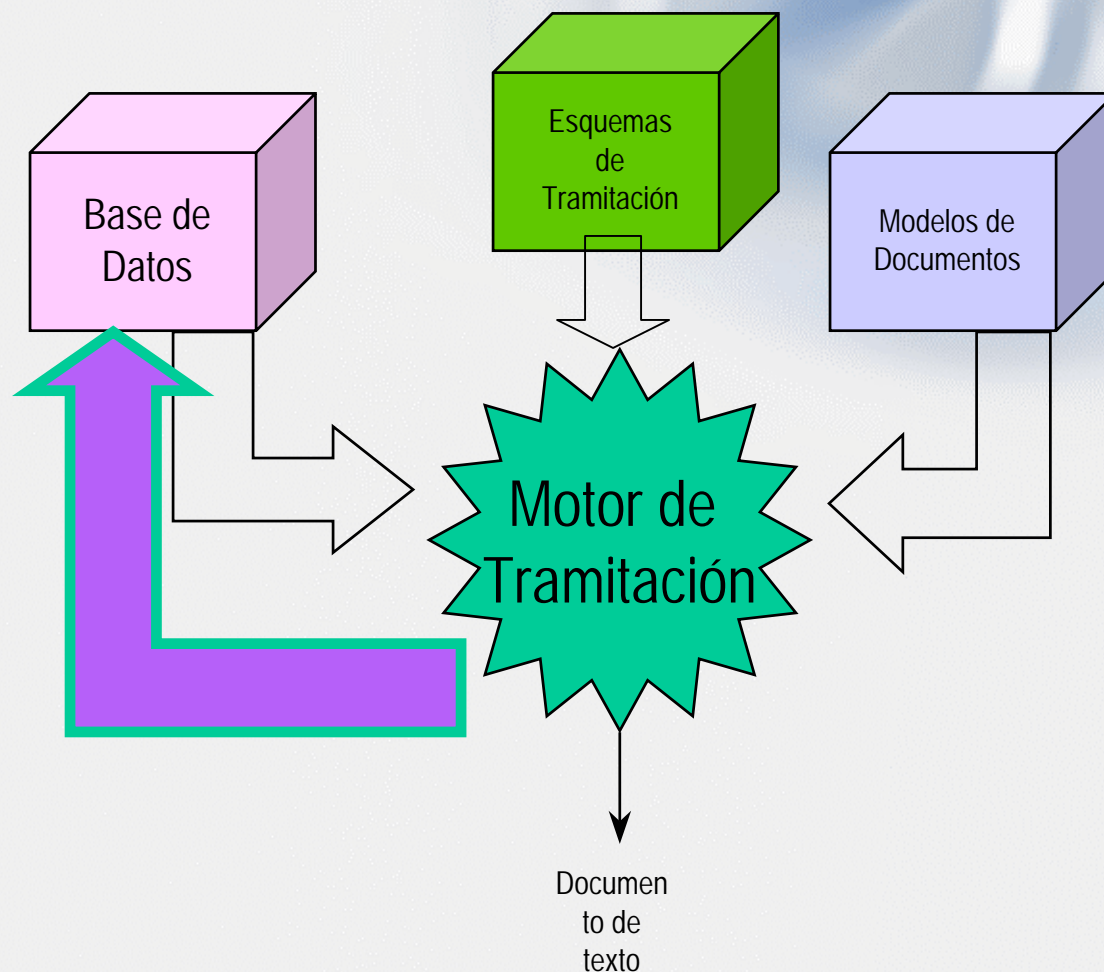 Esquemas
de
Tramitación
Base de
Datos
Modelos de
Documentos
Motor de
Tramitación
Documen
to de
texto